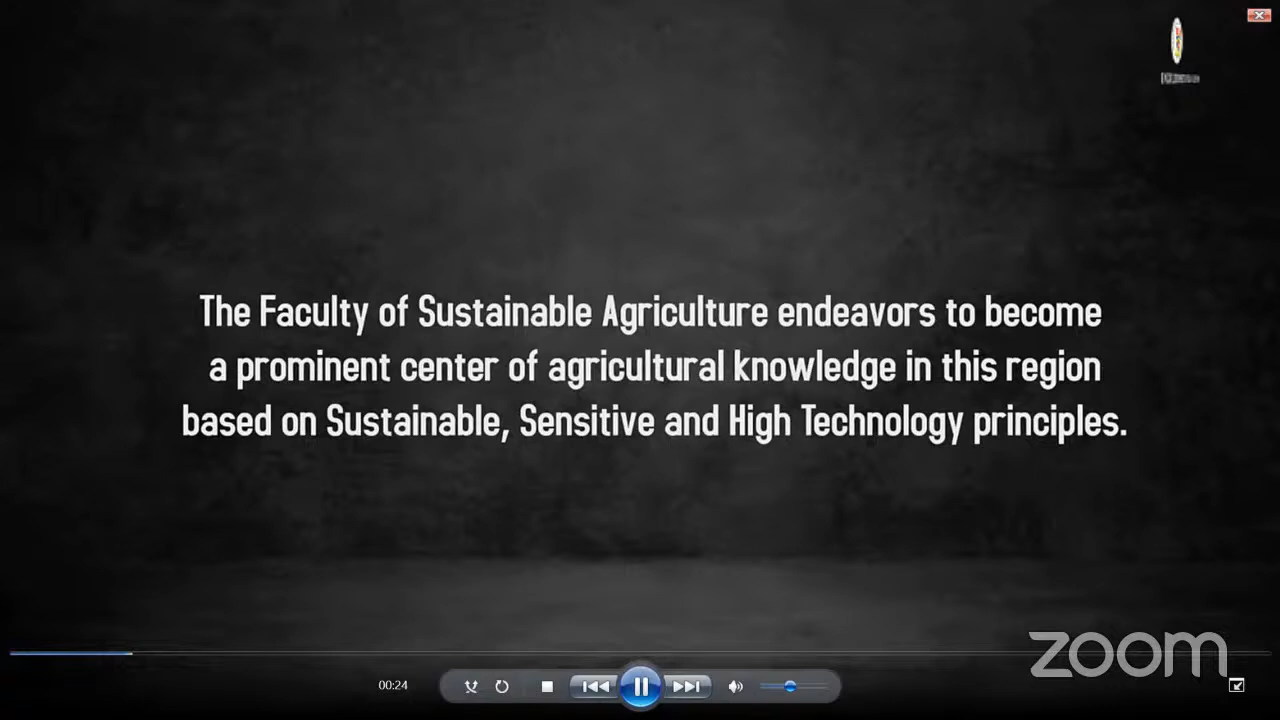 The Faculty of Sustainable Agriculture endeavors to become
a prominent center of agricultural knowledge in this region
based on Sustainable, Sensitive and High Technology principles.
zoom
00:24